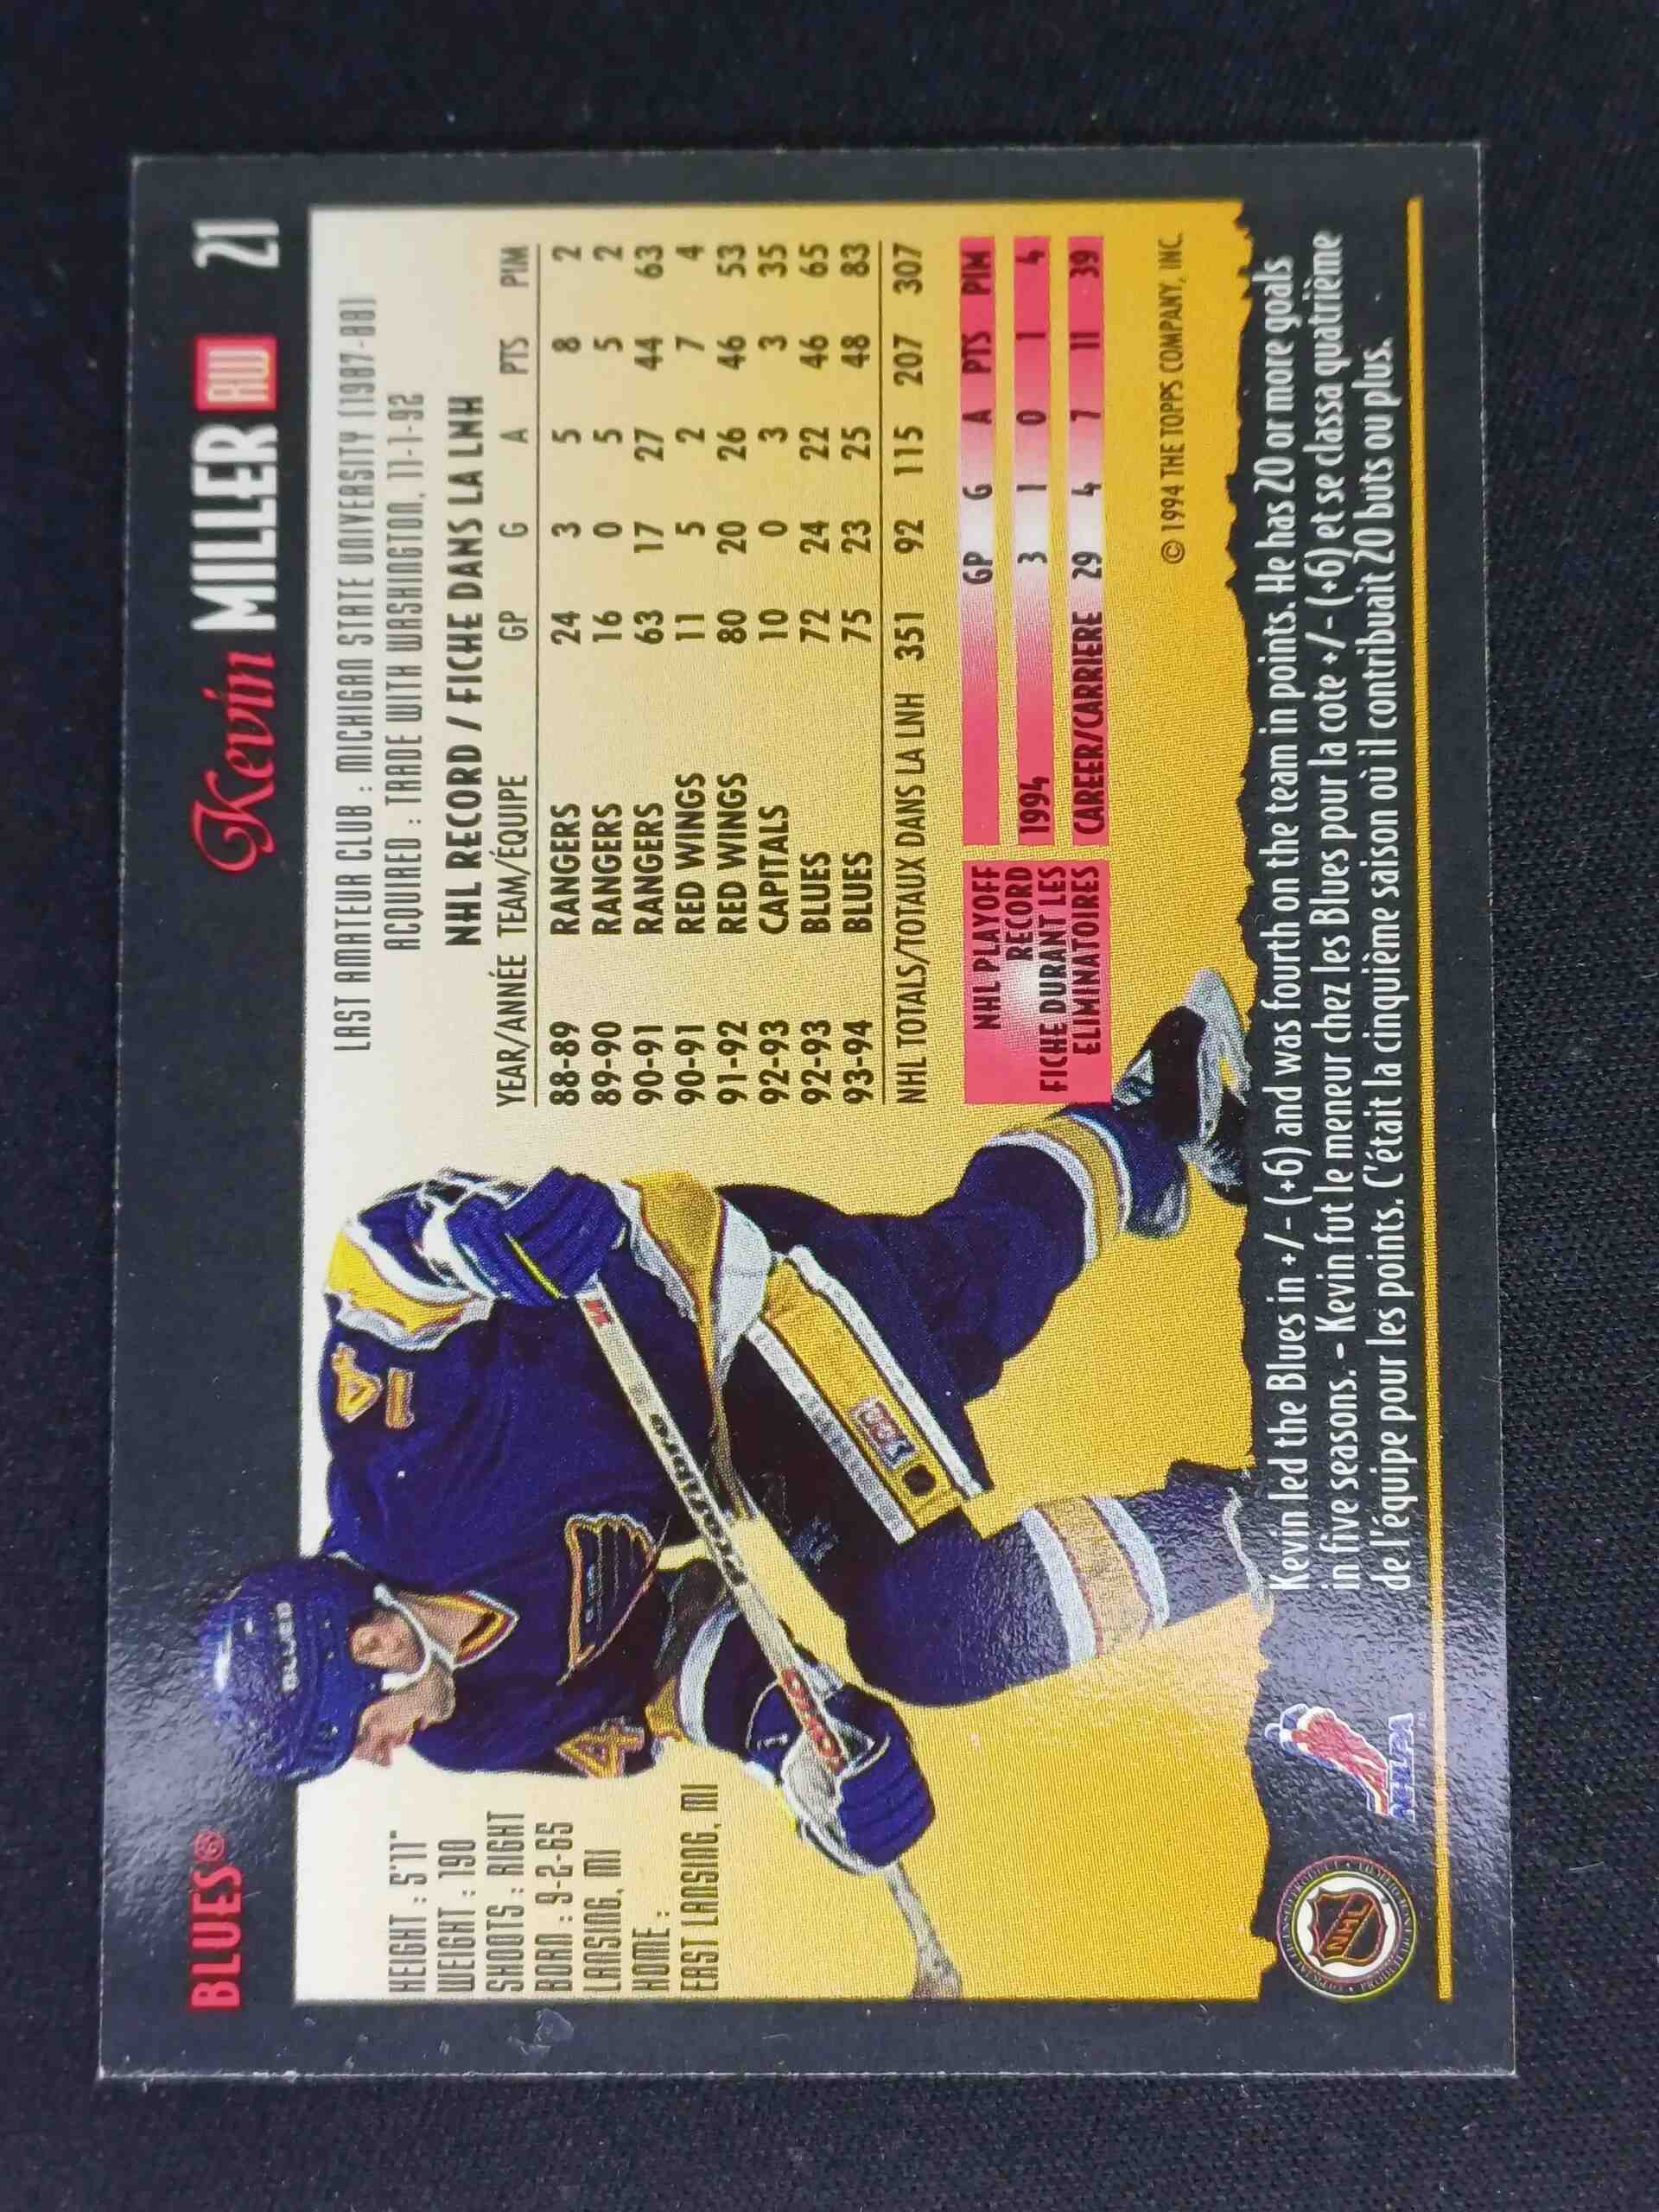 BLUES®
Kevin MILLER RW 21
HEIGHT : 5'11"
WEIGHT : 190
SHOOTS : RIGHT
BORN : 9-2-65
LANSING, MI
HOME :
EAST LANSING, MI
BAUER
4
14
LAST AMATEUR CLUB : MICHIGAN STATE UNIVERSITY (1987-88)
ACQUIRED : TRADE WITH WASHINGTON, 11-1-92
NHL RECORD / FICHE DANS LA LNH
YEAR/ANNÉE TEAM/ÉQUIPE GP G A PTS PIM
88-89 RANGERS 24 3 5 8 2
89-90 RANGERS 16 0 5 5 2
90-91 RANGERS 63 17 27 44 63
90-91 RED WINGS 11 5 2 7 4
91-92 RED WINGS 80 20 26 46 53
92-93 CAPITALS 10 0 3 3 35
92-93 BLUES 72 24 22 46 65
93-94 BLUES 75 23 25 48 83
NHL TOTALS/TOTAUX DANS LA LNH 351 92 115 207 307
NHL PLAYOFF
RECORD
FICHE DURANT LES
ELIMINATOIRES
GP G A PTS PIM
1994 3 1 0 1 4
CAREER/CARRIERE 29 4 7 11 39
© 1994 THE TOPPS COMPANY, INC.
CCM
NHL
NHLPA
Kevin led the Blues in +/- (+6) and was fourth on the team in points. He has 20 or more goals
in five seasons. – Kevin fut le meneur chez les Blues pour la cote +/- (+6) et se classa quatrième
de l'équipe pour les points. C'était la cinquième saison où il contribuait 20 buts ou plus.